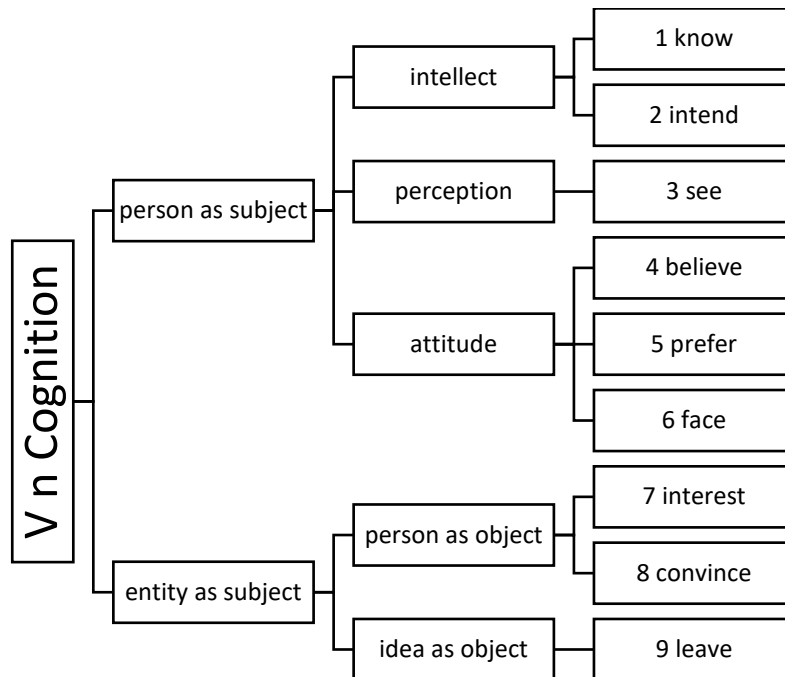 V n Cognition
person as subject
intellect
1 know
2 intend
perception
3 see
attitude
4 believe
5 prefer
6 face
entity as subject
person as object
7 interest
8 convince
idea as object
9 leave